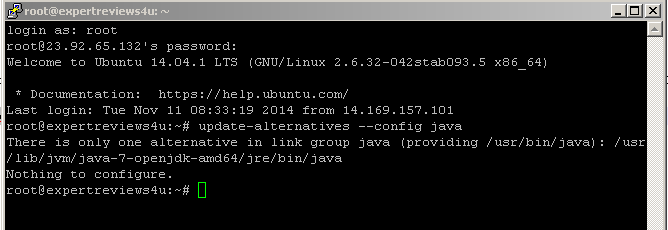 root@expertreviews4u: ~
login as: root
root@23.92.65.132's password:
Welcome to Ubuntu 14.04.1 LTS (GNU/Linux 2.6.32-042stab093.5 x86_64)
* Documentation:  https://help.ubuntu.com/
Last login: Tue Nov 11 08:33:19 2014 from 14.169.157.101
root@expertreviews4u:~# update-alternatives --config java
There is only one alternative in link group java (providing /usr/bin/java): /usr
/lib/jvm/java-7-openjdk-amd64/jre/bin/java
Nothing to configure.
root@expertreviews4u:~#